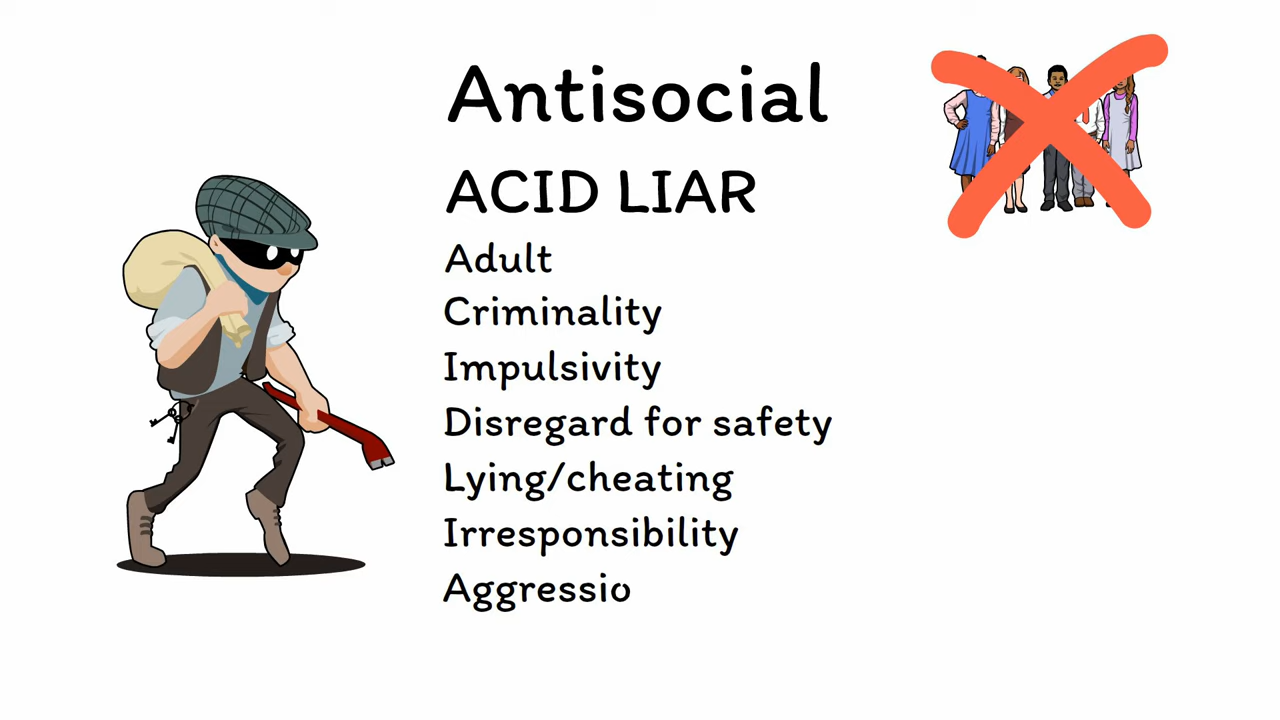 Antisocial
ACID LIAR
Adult
Criminality
Impulsivity
Disregard for safety
Lying/cheating
Irresponsibility
Aggressio